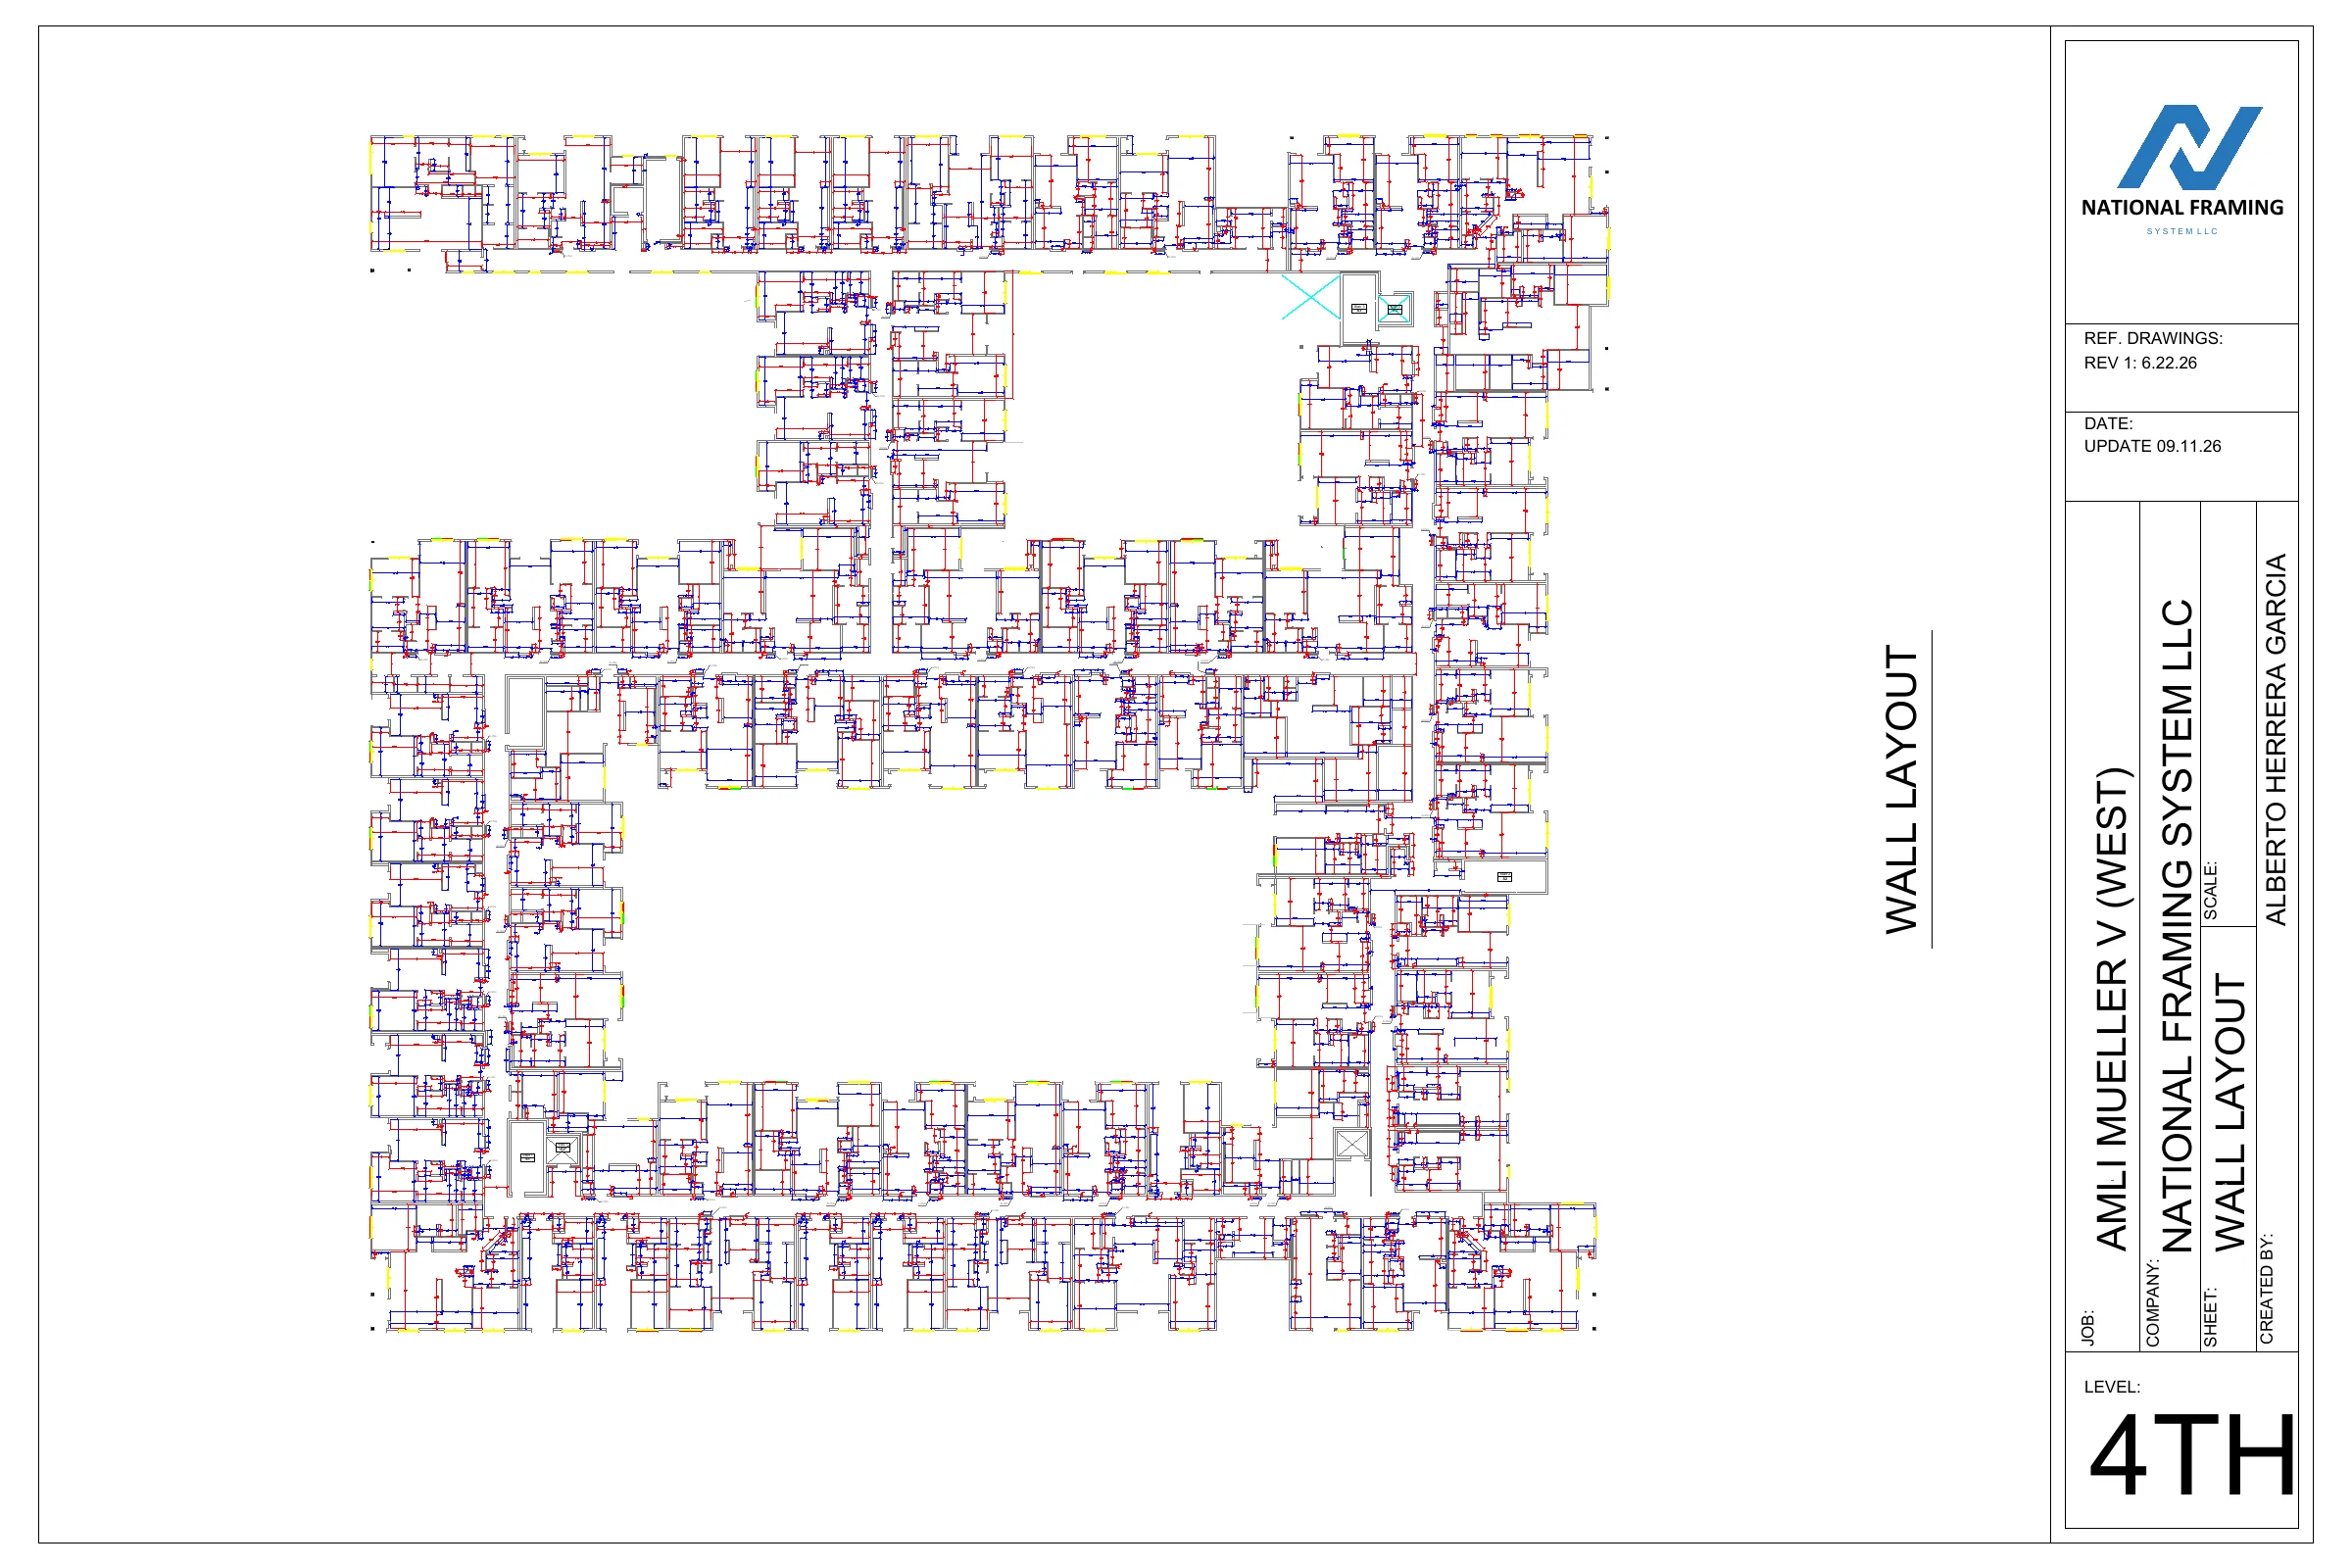 NATIONAL FRAMING
SYSTEM LLC
REF. DRAWINGS:
REV 1: 6.22.26
DATE:
UPDATE 09.11.26
WALL LAYOUT
JOB:
AMLI MUELLER V (WEST)
COMPANY:
NATIONAL FRAMING SYSTEM LLC
SHEET:
WALL LAYOUT
SCALE:
CREATED BY:
ALBERTO HERRERA GARCIA
LEVEL:
4TH